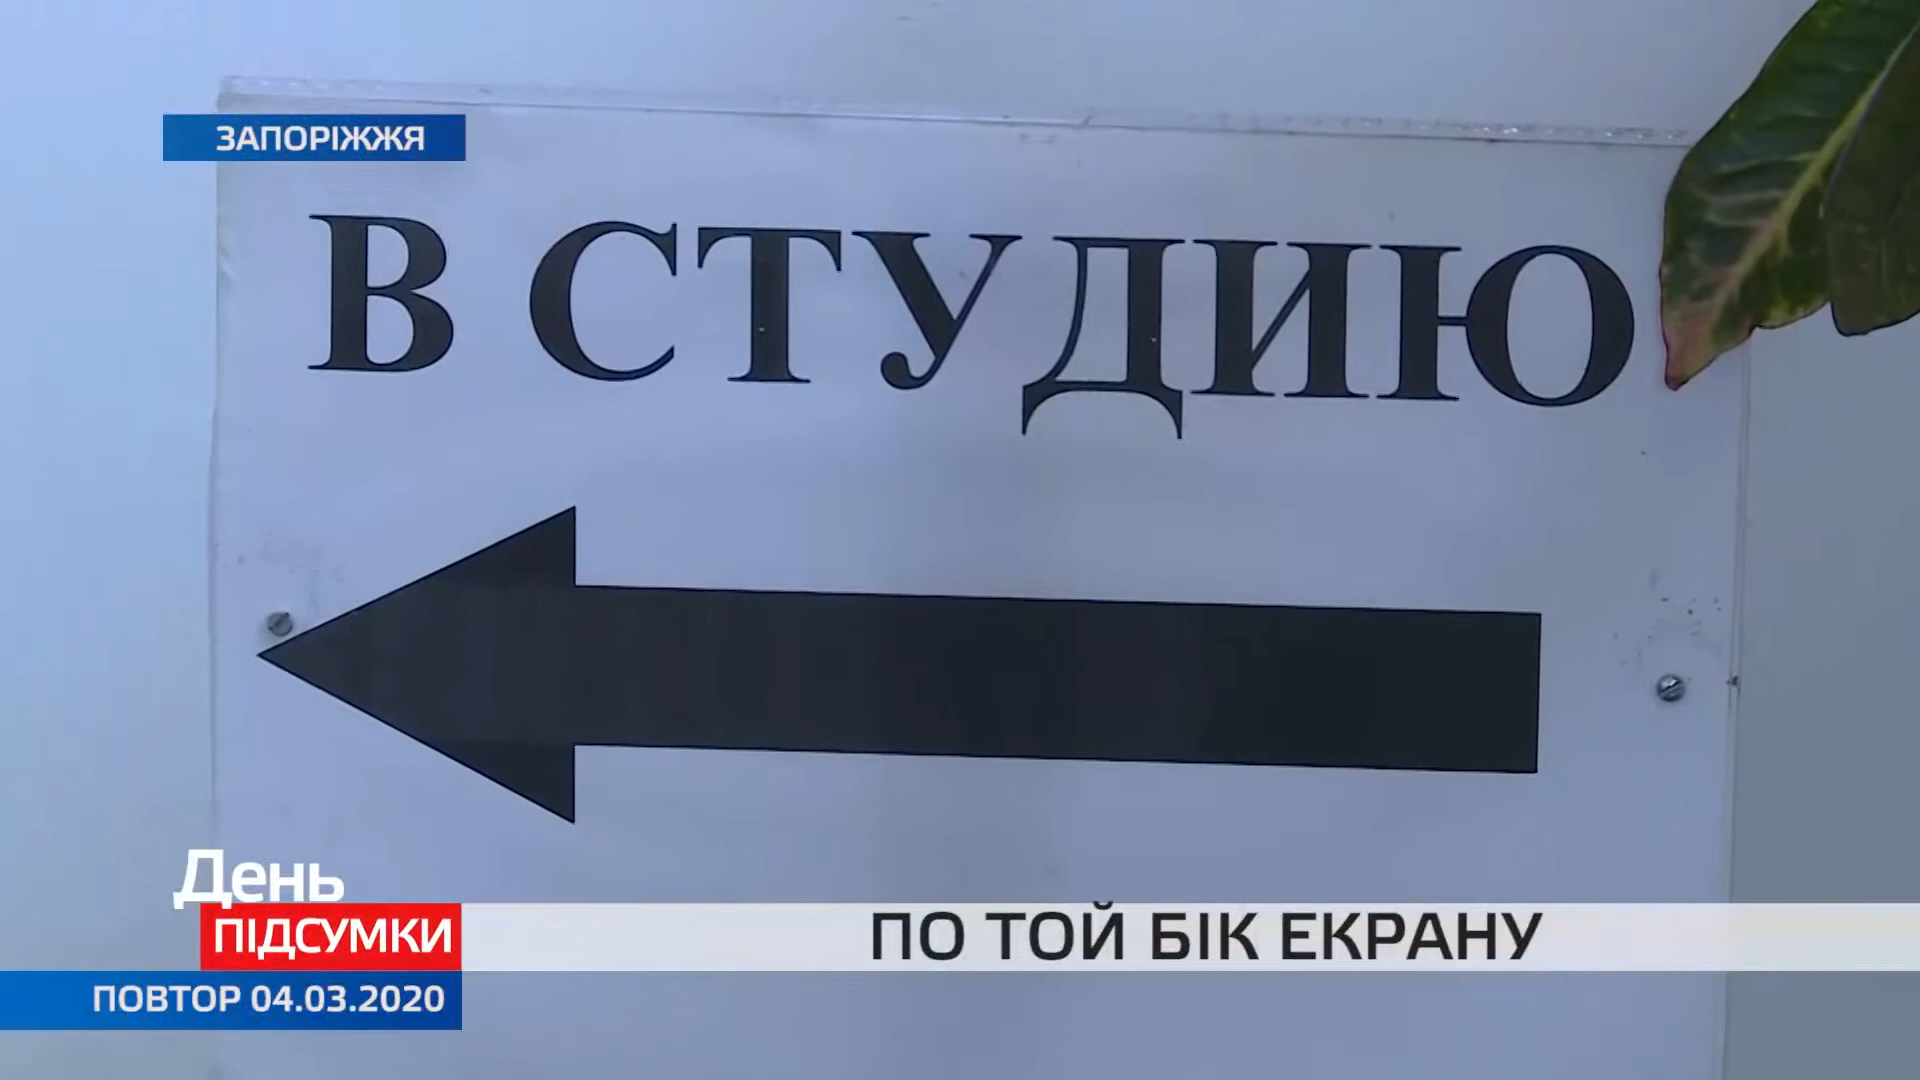 ЗАПОРІЖЖЯ
В СТУДИЮ
День
ПІДСУМКИ
ПО ТОЙ БІК ЕКРАНУ
ПОВТОР 04.03.2020